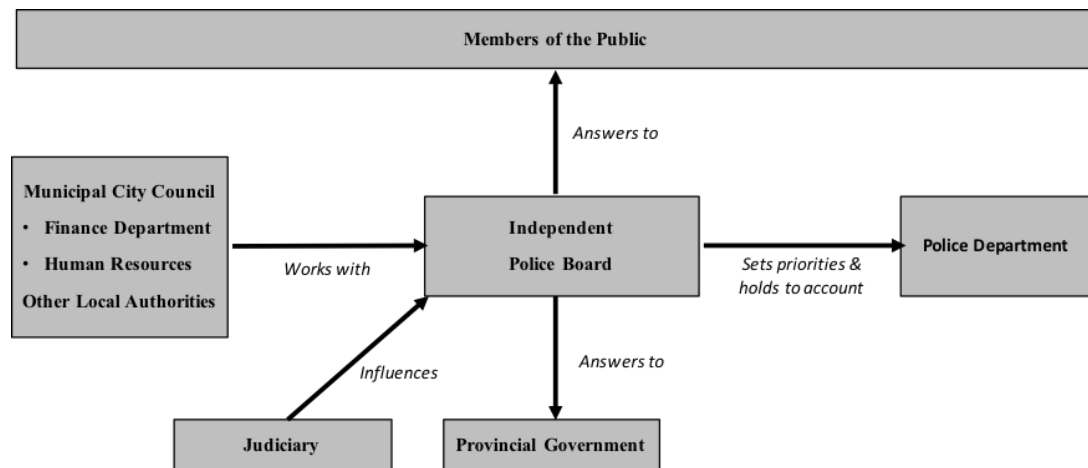 Members of the Public
Answers to
Municipal City Council
• Finance Department
• Human Resources
Other Local Authorities
Works with
Independent
Police Board
Sets priorities &
holds to account
Police Department
Influences
Answers to
Judiciary
Provincial Government